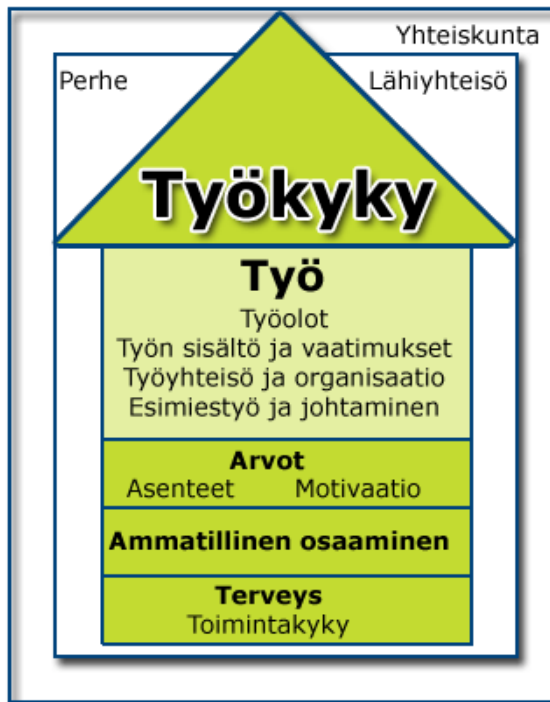 Yhteiskunta
Perhe Lähiyhteisö
Työkyky
Työ
Työolot
Työn sisältö ja vaatimukset
Työyhteisö ja organisaatio
Esimiestyö ja johtaminen
Arvot
Asenteet Motivaatio
Ammatillinen osaaminen
Terveys
Toimintakyky